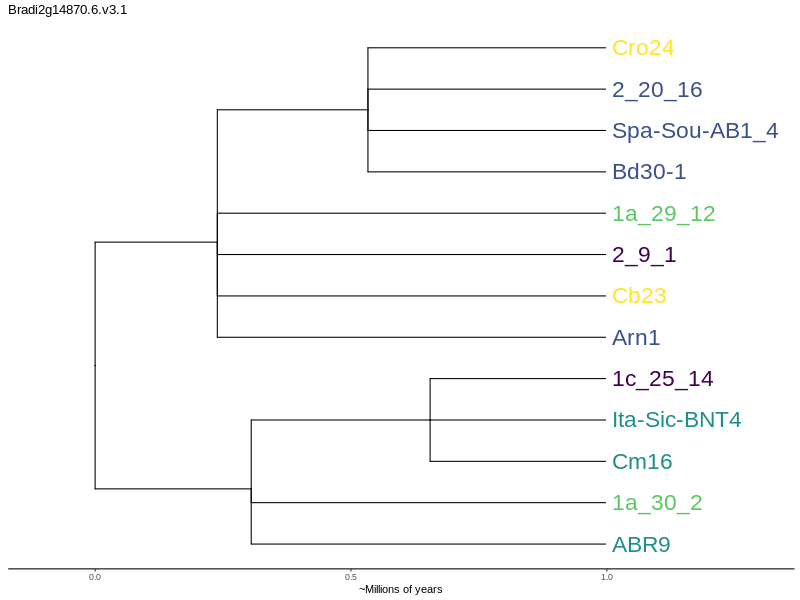 Bradi2g14870.6.v3.1
Cro24
2_20_16
Spa-Sou-AB1_4
Bd30-1
1a_29_12
2_9_1
Cb23
Arn1
1c_25_14
Ita-Sic-BNT4
Cm16
1a_30_2
ABR9
0.0 0.5 1.0
~Millions of years